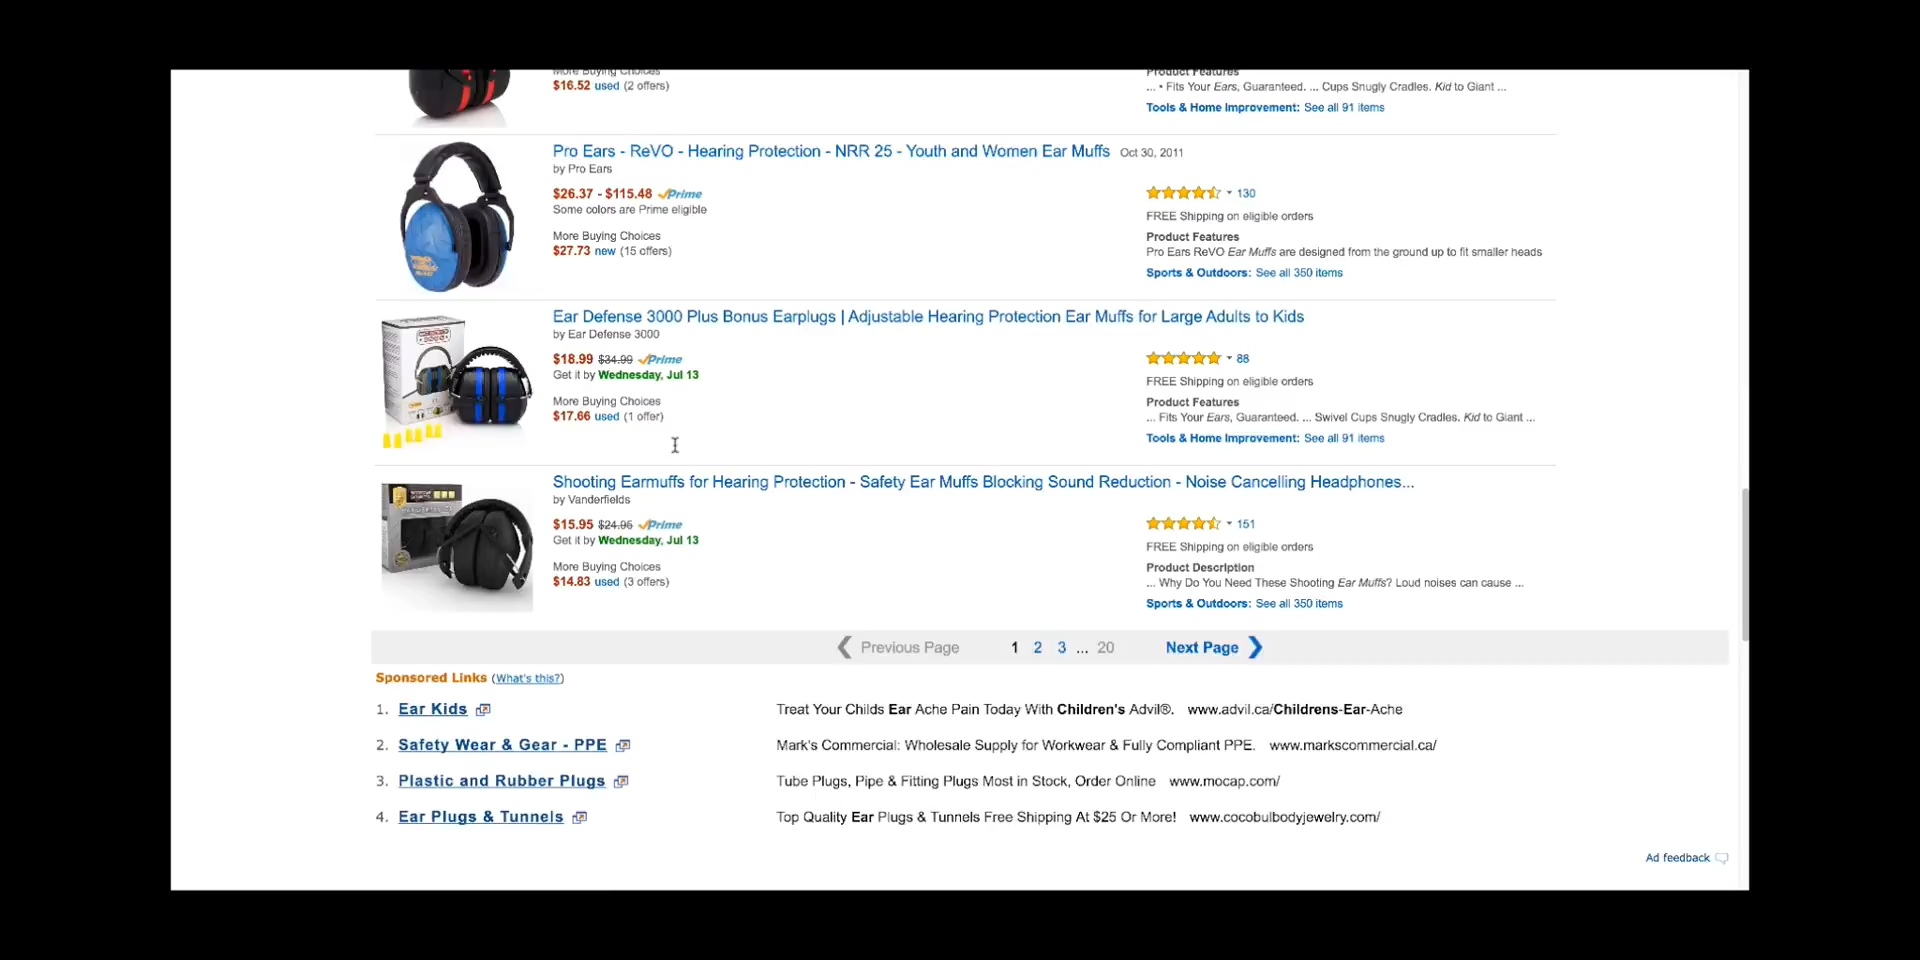 More Buying Choices
$16.52 used (2 offers)
Product Features
... • Fits Your Ears, Guaranteed. ... Cups Snugly Cradles. Kid to Giant ...
Tools & Home Improvement: See all 91 items
Pro Ears - ReVO - Hearing Protection - NRR 25 - Youth and Women Ear Muffs Oct 30, 2011
by Pro Ears
$26.37 - $115.48 Prime
Some colors are Prime eligible
More Buying Choices
$27.73 new (15 offers)
130
FREE Shipping on eligible orders
Product Features
Pro Ears ReVO Ear Muffs are designed from the ground up to fit smaller heads
Sports & Outdoors: See all 350 items
Ear Defense 3000 Plus Bonus Earplugs | Adjustable Hearing Protection Ear Muffs for Large Adults to Kids
by Ear Defense 3000
$18.99 $34.99 Prime
Get it by Wednesday, Jul 13
More Buying Choices
$17.66 used (1 offer)
88
FREE Shipping on eligible orders
Product Features
... Fits Your Ears, Guaranteed. ... Swivel Cups Snugly Cradles. Kid to Giant ...
Tools & Home Improvement: See all 91 items
Shooting Earmuffs for Hearing Protection - Safety Ear Muffs Blocking Sound Reduction - Noise Cancelling Headphones...
by Vanderfields
$15.95 $24.95 Prime
Get it by Wednesday, Jul 13
More Buying Choices
$14.83 used (3 offers)
151
FREE Shipping on eligible orders
Product Description
... Why Do You Need These Shooting Ear Muffs? Loud noises can cause ...
Sports & Outdoors: See all 350 items
Previous Page 1 2 3 ... 20 Next Page
Sponsored Links (What's this?)
1. Ear Kids Treat Your Childs Ear Ache Pain Today With Children's Advil®. www.advil.ca/Childrens-Ear-Ache
2. Safety Wear & Gear - PPE Mark's Commercial: Wholesale Supply for Workwear & Fully Compliant PPE. www.markscommercial.ca/
3. Plastic and Rubber Plugs Tube Plugs, Pipe & Fitting Plugs Most in Stock, Order Online www.mocap.com/
4. Ear Plugs & Tunnels Top Quality Ear Plugs & Tunnels Free Shipping At $25 Or More! www.cocobulbodyjewelry.com/
Ad feedback